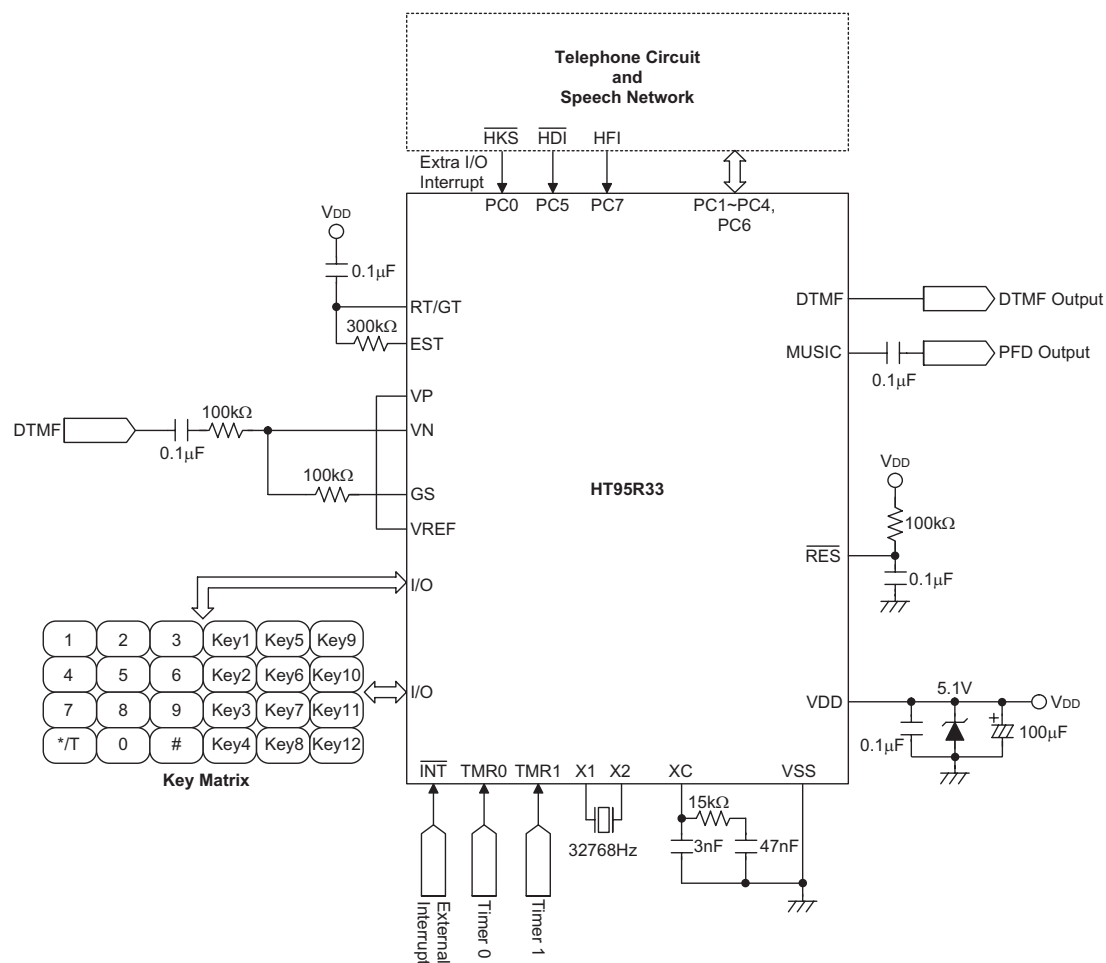 Telephone Circuit
and
Speech Network
HKS HDI HFI
Extra I/O
Interrupt
PC0 PC5 PC7 PC1~PC4,
PC6
VDD
0.1μF
RT/GT
300kΩ
EST
DTMF
DTMF Output
MUSIC
0.1μF
PFD Output
VP
DTMF
0.1μF
100kΩ
VN
100kΩ
GS
VREF
HT95R33
VDD
100kΩ
RES
0.1μF
I/O
I/O
1 2 3 Key1 Key5 Key9
4 5 6 Key2 Key6 Key10
7 8 9 Key3 Key7 Key11
*/T 0 # Key4 Key8 Key12
Key Matrix
VDD
5.1V
VDD
0.1μF
+
100μF
INT TMR0 TMR1 X1 X2 XC VSS
32768Hz
15kΩ
3nF
47nF
External
Interrupt
Timer 0
Timer 1